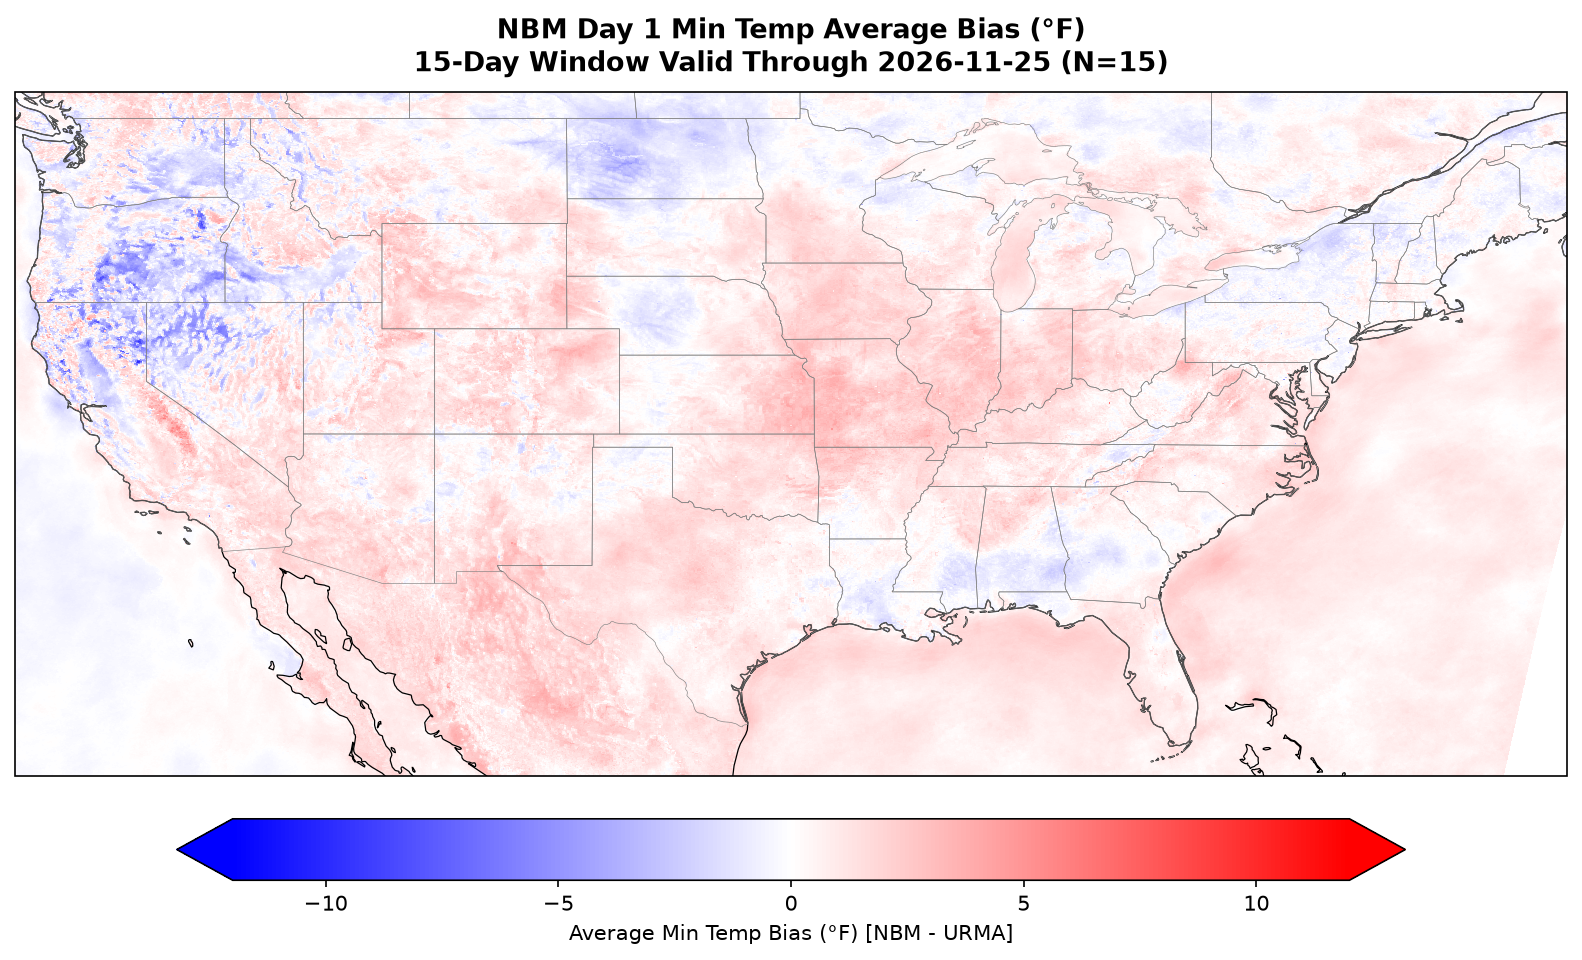 NBM Day 1 Min Temp Average Bias (°F)
15-Day Window Valid Through 2026-11-25 (N=15)
−10 −5 0 5 10
Average Min Temp Bias (°F) [NBM - URMA]